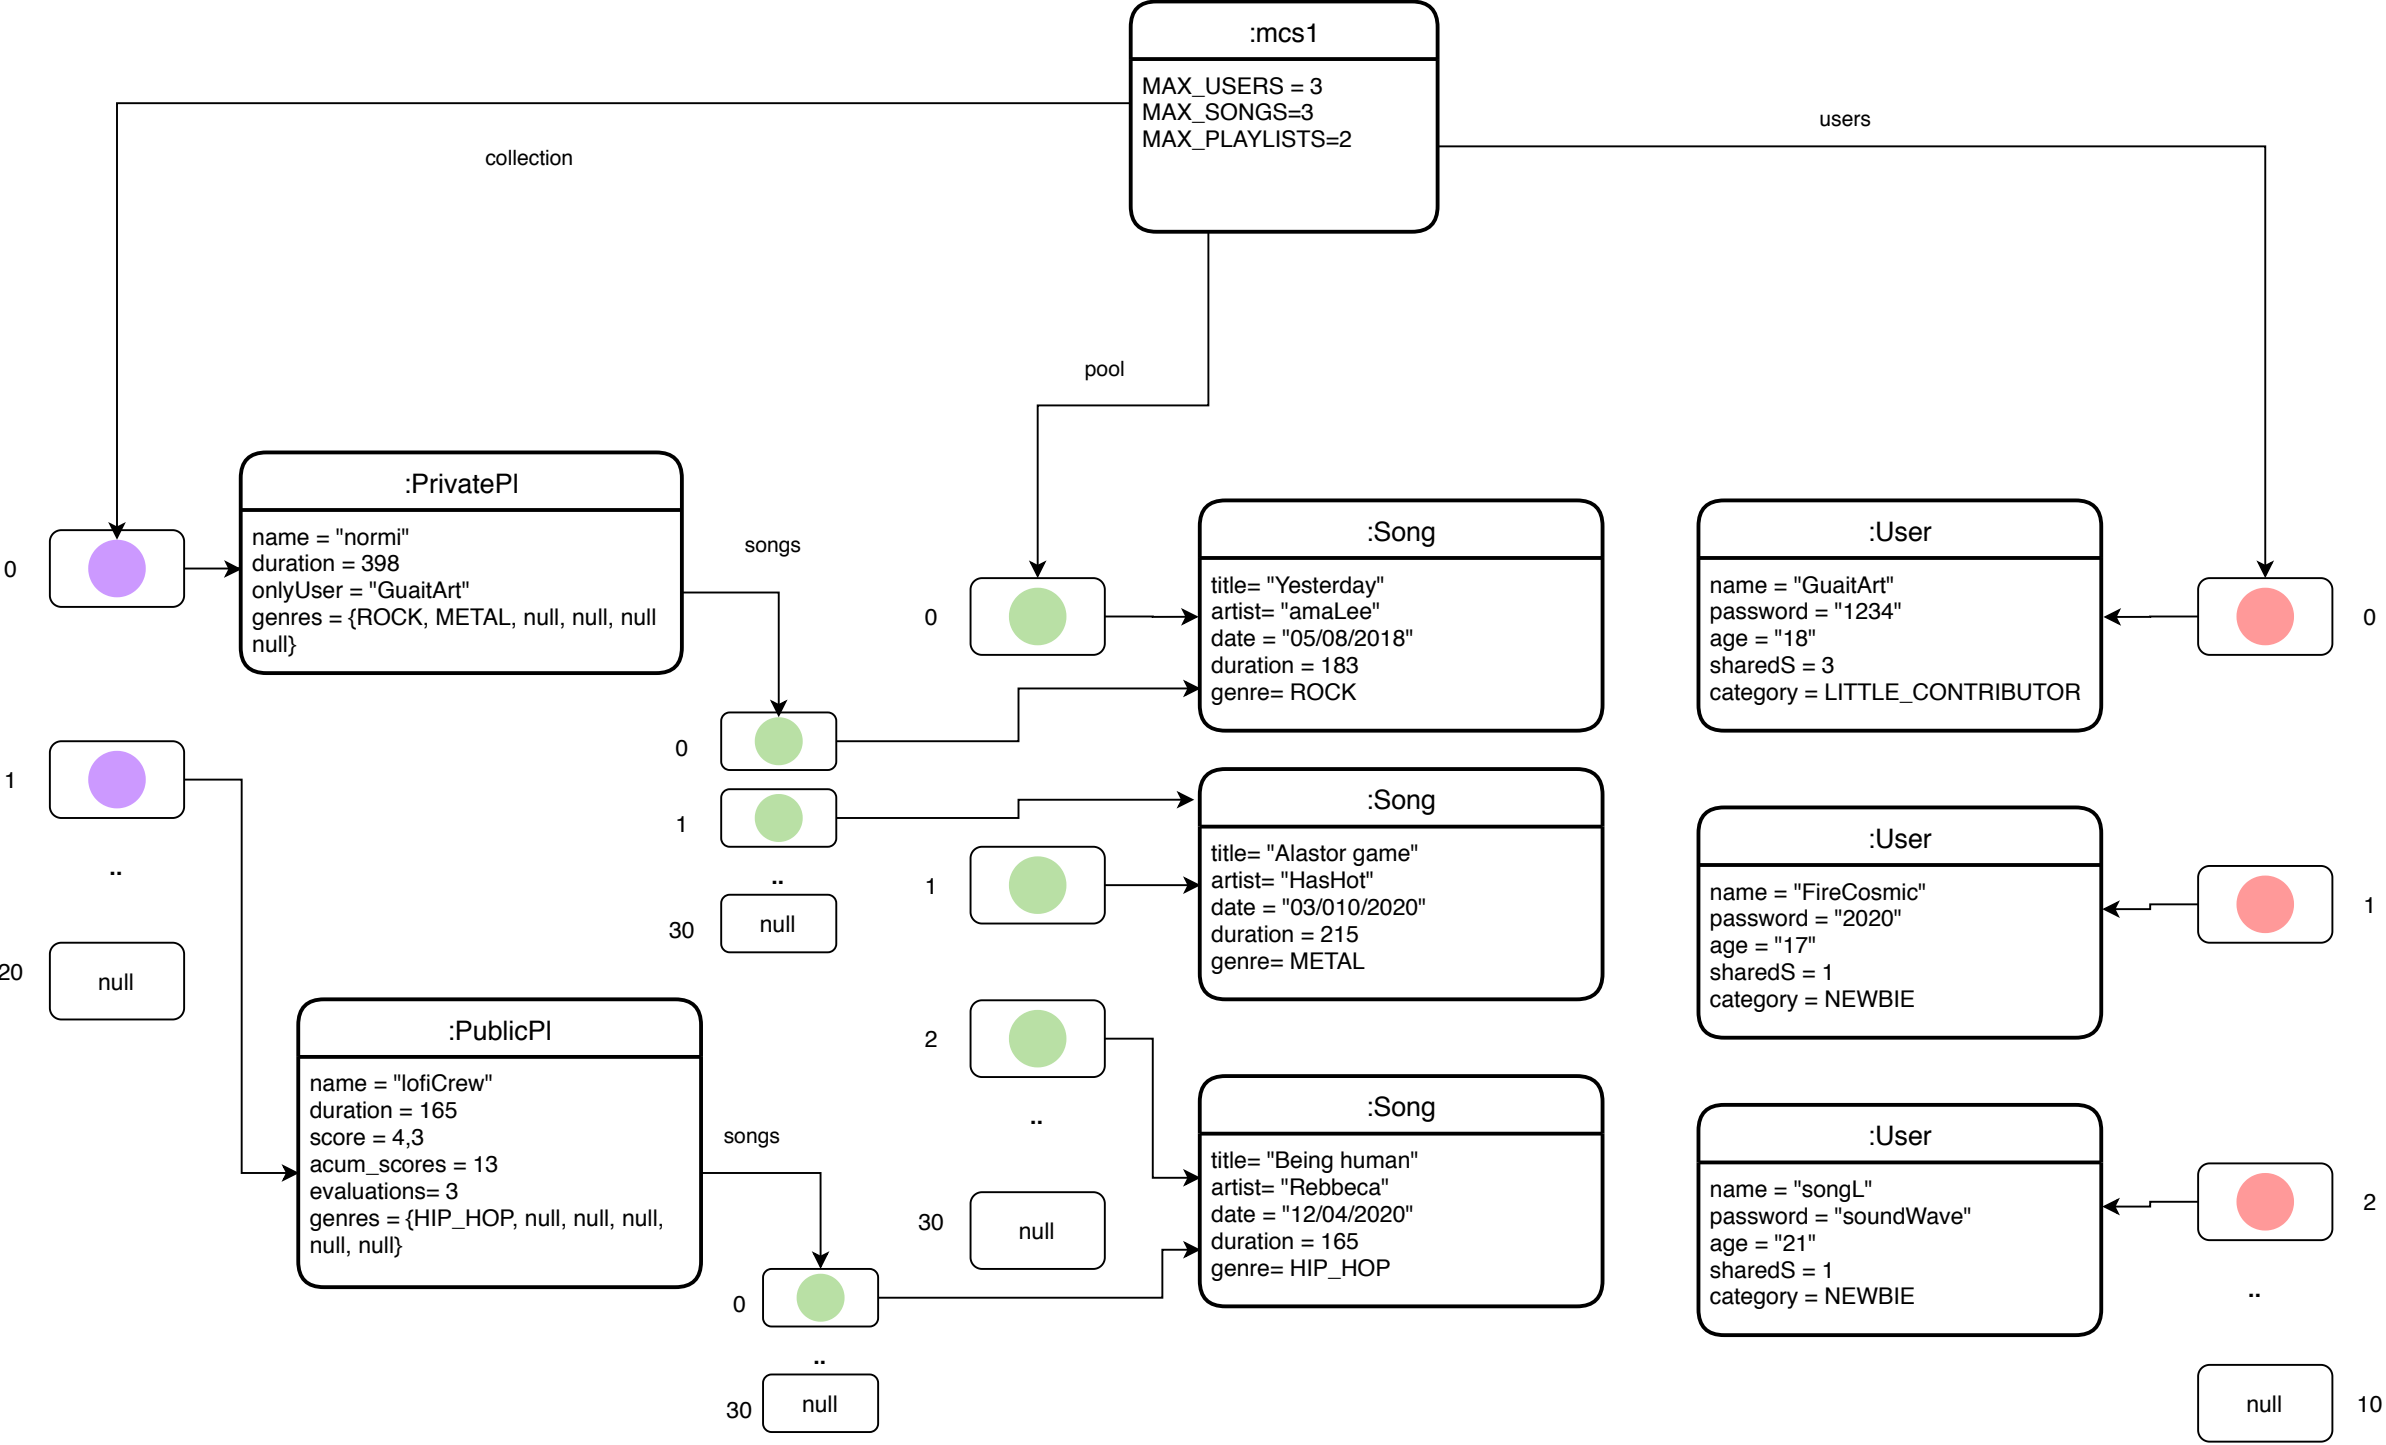 :mcs1
MAX_USERS = 3
MAX_SONGS=3
MAX_PLAYLISTS=2
collection
users
pool
:PrivatePl
name = "normi"
duration = 398
onlyUser = "GuaitArt"
genres = {ROCK, METAL, null, null, null
null}
songs
0
1
..
20
null
0
1
..
30
null
:PublicPl
name = "lofiCrew"
duration = 165
score = 4,3
acum_scores = 13
evaluations= 3
genres = {HIP_HOP, null, null, null,
null, null}
songs
0
..
30
null
0
1
2
..
30
null
:Song
title= "Yesterday"
artist= "amaLee"
date = "05/08/2018"
duration = 183
genre= ROCK
:Song
title= "Alastor game"
artist= "HasHot"
date = "03/010/2020"
duration = 215
genre= METAL
:Song
title= "Being human"
artist= "Rebbeca"
date = "12/04/2020"
duration = 165
genre= HIP_HOP
:User
name = "GuaitArt"
password = "1234"
age = "18"
sharedS = 3
category = LITTLE_CONTRIBUTOR
:User
name = "FireCosmic"
password = "2020"
age = "17"
sharedS = 1
category = NEWBIE
:User
name = "songL"
password = "soundWave"
age = "21"
sharedS = 1
category = NEWBIE
0
1
2
..
null
10